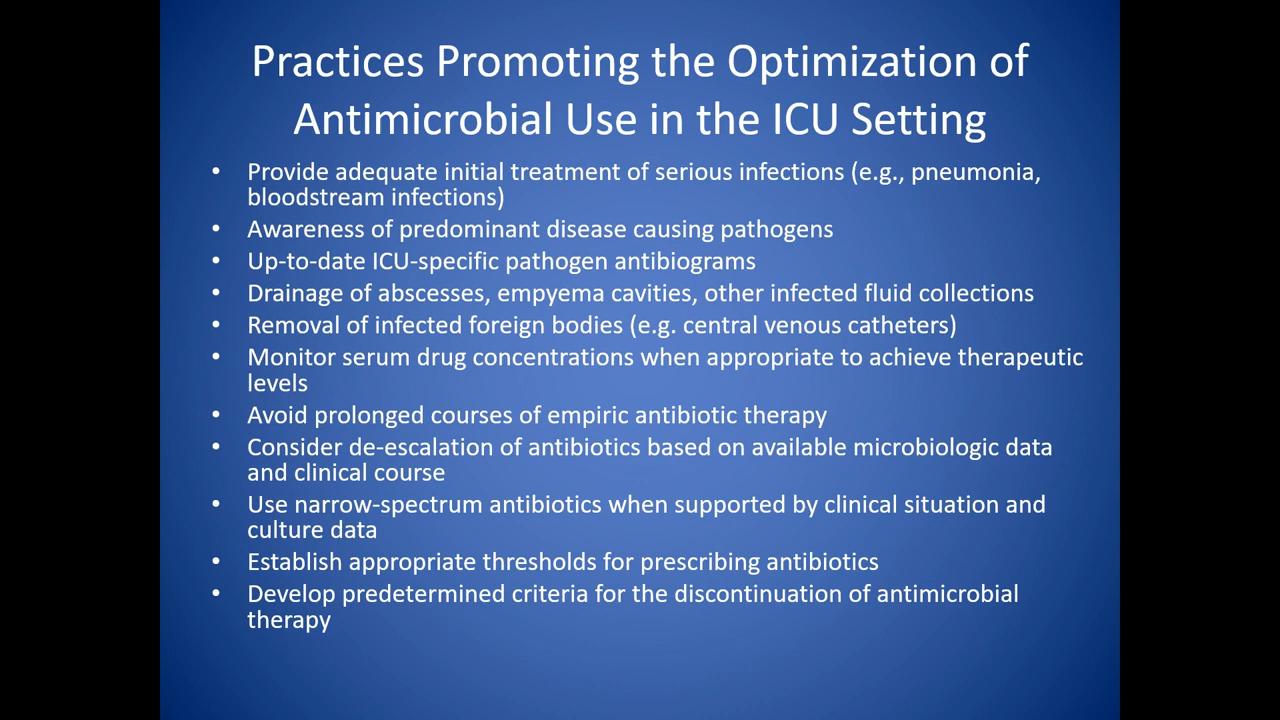 Practices Promoting the Optimization of
Antimicrobial Use in the ICU Setting
• Provide adequate initial treatment of serious infections (e.g., pneumonia,
bloodstream infections)
• Awareness of predominant disease causing pathogens
• Up-to-date ICU-specific pathogen antibiograms
• Drainage of abscesses, empyema cavities, other infected fluid collections
• Removal of infected foreign bodies (e.g. central venous catheters)
• Monitor serum drug concentrations when appropriate to achieve therapeutic
levels
• Avoid prolonged courses of empiric antibiotic therapy
• Consider de-escalation of antibiotics based on available microbiologic data
and clinical course
• Use narrow-spectrum antibiotics when supported by clinical situation and
culture data
• Establish appropriate thresholds for prescribing antibiotics
• Develop predetermined criteria for the discontinuation of antimicrobial
therapy